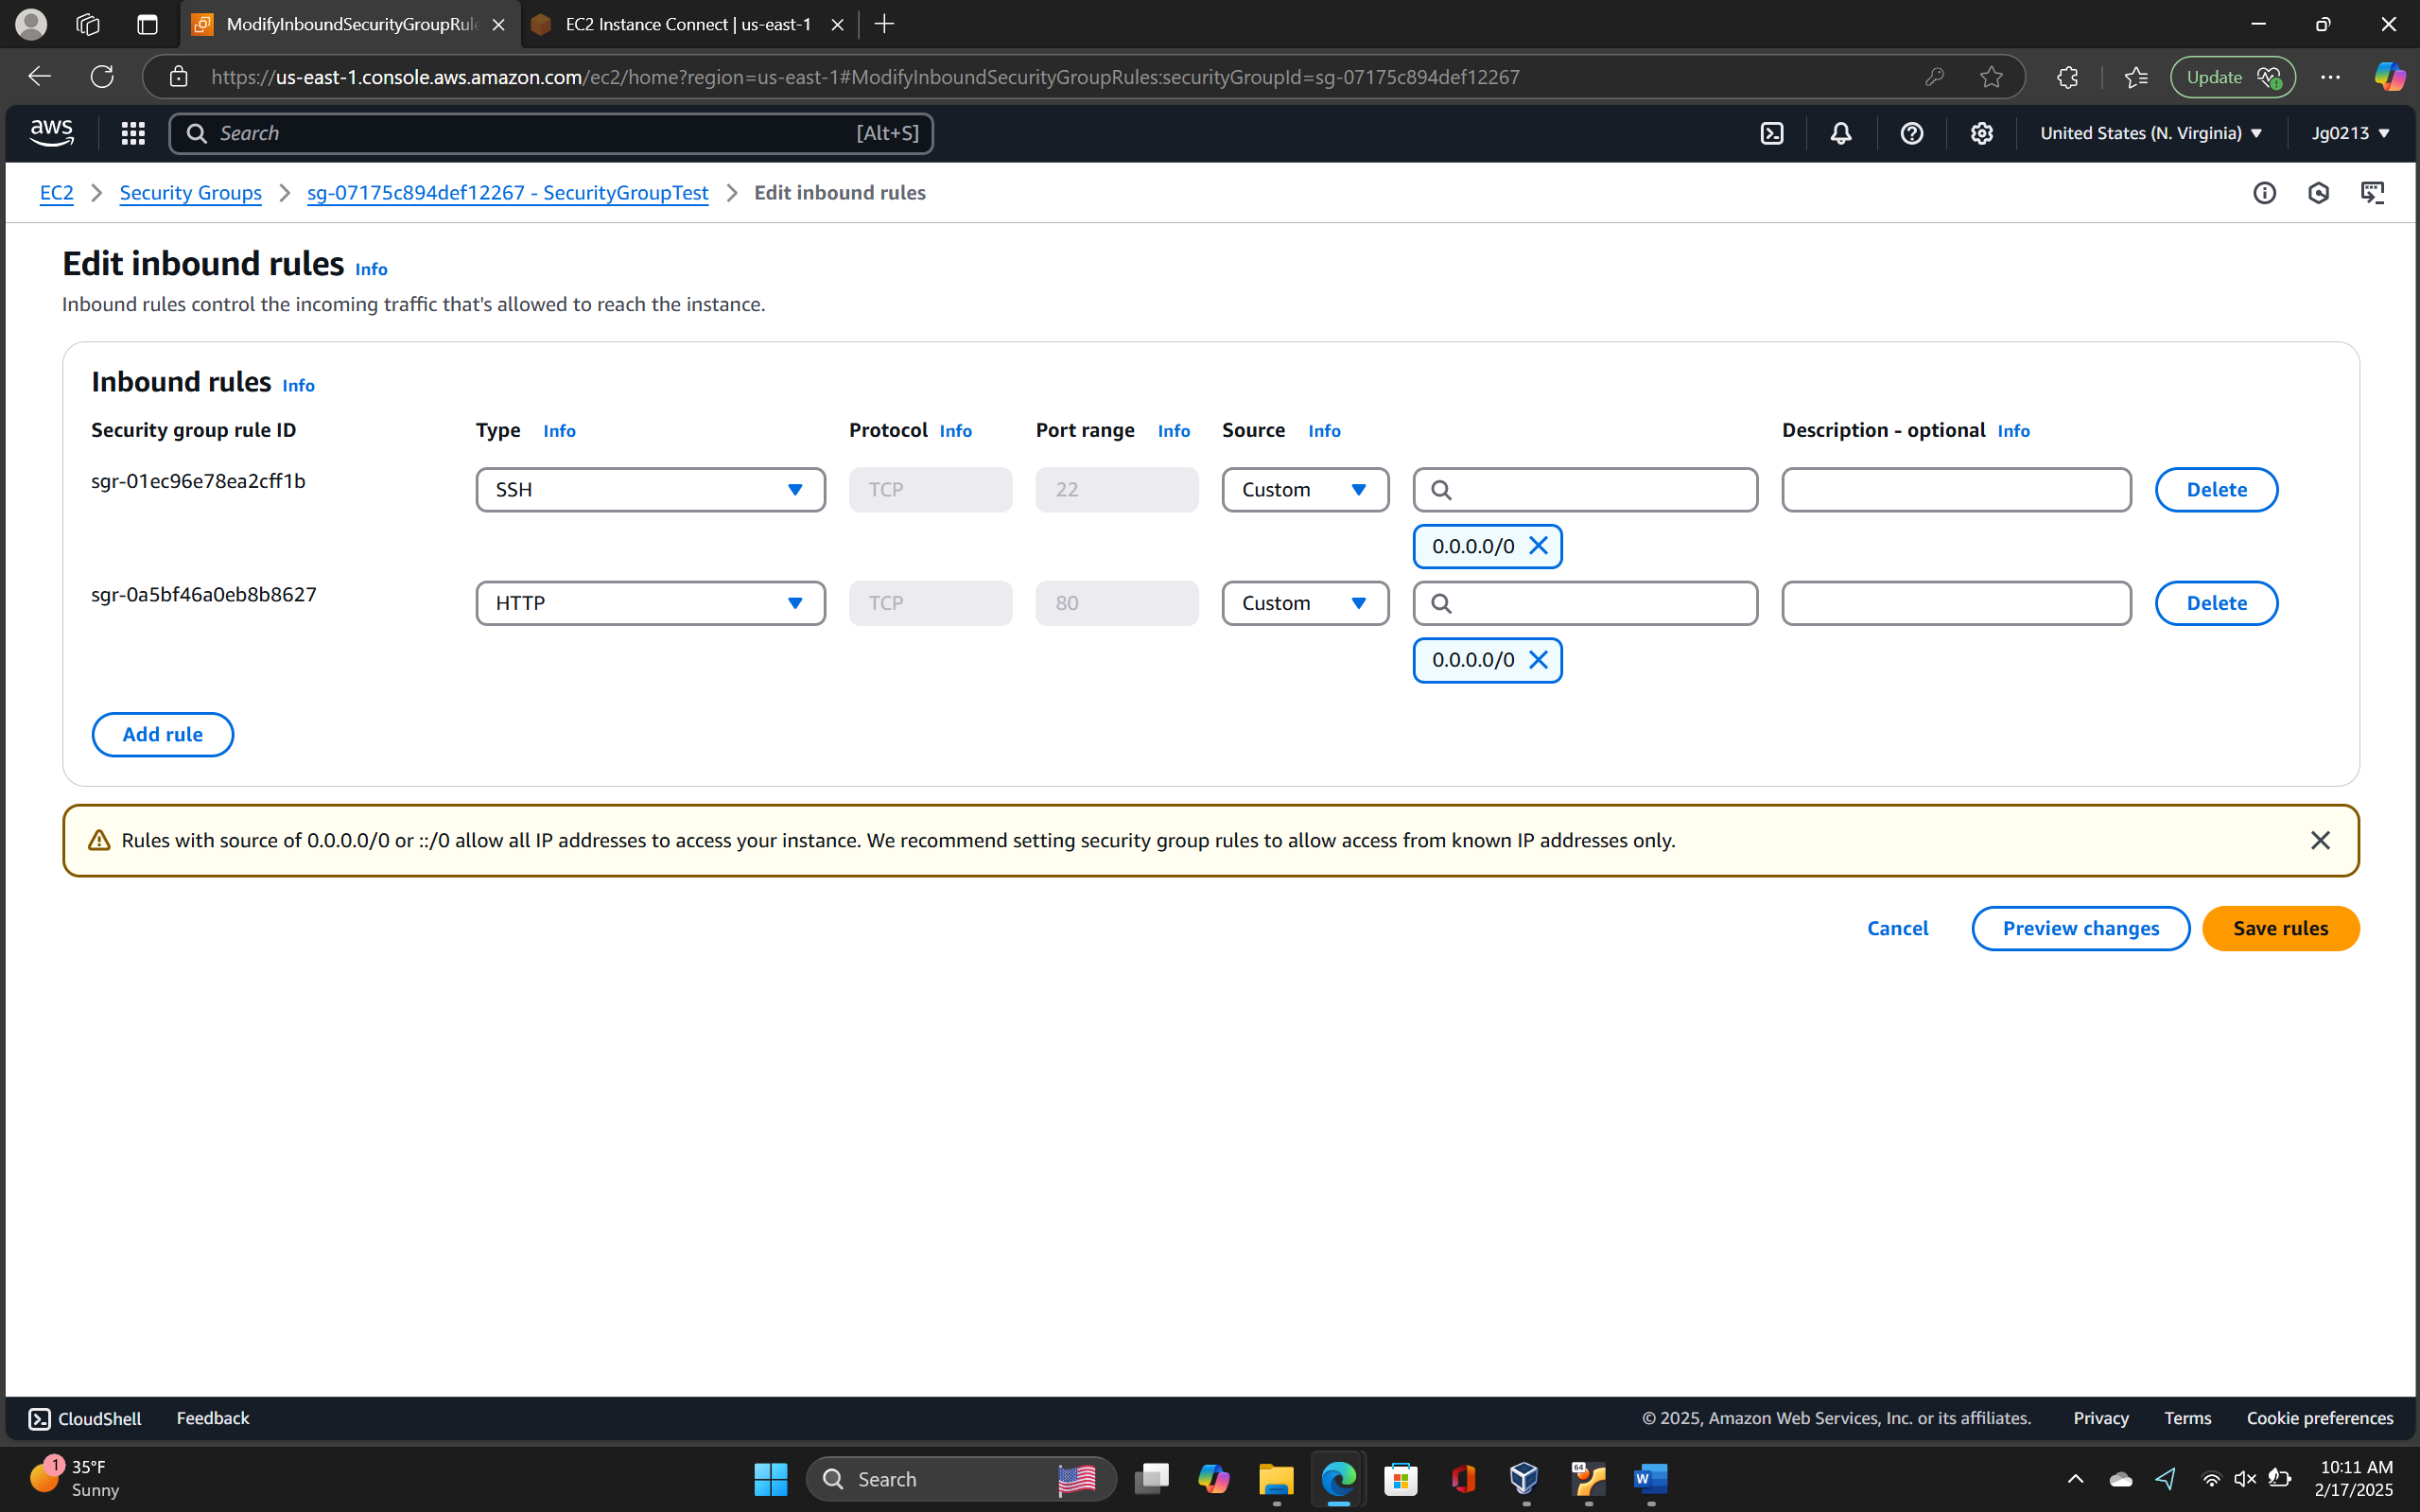 ModifyInboundSecurityGroupRule
EC2 Instance Connect | us-east-1
https://us-east-1.console.aws.amazon.com/ec2/home?region=us-east-1#ModifyInboundSecurityGroupRules:securityGroupId=sg-07175c894def12267
Update
aws
Search
[Alt+S]
United States (N. Virginia)
Jg0213
EC2 > Security Groups > sg-07175c894def12267 - SecurityGroupTest > Edit inbound rules
Edit inbound rules Info
Inbound rules control the incoming traffic that's allowed to reach the instance.
Inbound rules Info
Security group rule ID Type Info Protocol Info Port range Info Source Info Description - optional Info
sgr-01ec96e78ea2cff1b SSH TCP 22 Custom Delete
0.0.0.0/0
sgr-0a5bf46a0eb8b8627 HTTP TCP 80 Custom Delete
0.0.0.0/0
Add rule
Rules with source of 0.0.0.0/0 or ::/0 allow all IP addresses to access your instance. We recommend setting security group rules to allow access from known IP addresses only.
Cancel Preview changes Save rules
CloudShell Feedback © 2025, Amazon Web Services, Inc. or its affiliates. Privacy Terms Cookie preferences
1
35°F
Sunny
Search
64
W
10:11 AM
2/17/2025